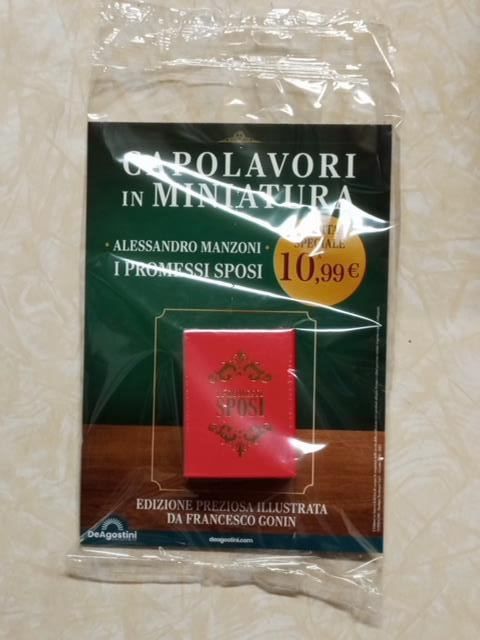 CAPOLAVORI
IN MINIATURA
• ALESSANDRO MANZONI •
I PROMESSI SPOSI
SPECIALE
10,99€
SPOSI
EDIZIONE PREZIOSA ILLUSTRATA
DA FRANCESCO GONIN
DeAgostini
deagostini.com